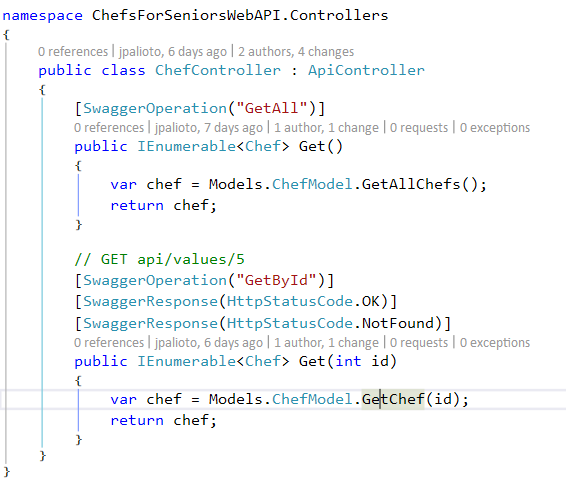 namespace ChefsForSeniorsWebAPI.Controllers
{
0 references | jpalioto, 6 days ago | 2 authors, 4 changes
public class ChefController : ApiController
{
[SwaggerOperation("GetAll")]
0 references | jpalioto, 7 days ago | 1 author, 1 change | 0 requests | 0 exceptions
public IEnumerable<Chef> Get()
{
var chef = Models.ChefModel.GetAllChefs();
return chef;
}
// GET api/values/5
[SwaggerOperation("GetById")]
[SwaggerResponse(HttpStatusCode.OK)]
[SwaggerResponse(HttpStatusCode.NotFound)]
0 references | jpalioto, 6 days ago | 1 author, 1 change | 0 requests | 0 exceptions
public IEnumerable<Chef> Get(int id)
{
var chef = Models.ChefModel.GetChef(id);
return chef;
}
}
}